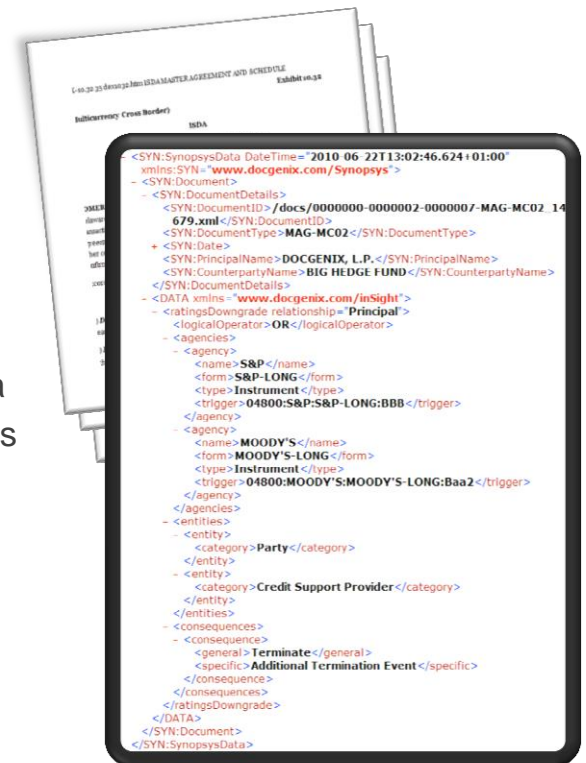 ISDA MASTER AGREEMENT AND SCHEDULE
Exhibit 10.32
Cross Border)
ISDA
a
s
- <SYN:SynopsysData DateTime="2010-06-22T13:02:46.624+01:00"
xmlns:SYN="www.docgenix.com/Synopsys">
- <SYN:Document>
- <SYN:DocumentDetails>
<SYN:DocumentID>/docs/0000000-0000002-0000007-MAG-MC02_14
679.xml</SYN:DocumentID>
<SYN:DocumentType>MAG-MC02</SYN:DocumentType>
+ <SYN:Date>
<SYN:PrincipalName>DOCGENIX, L.P.</SYN:PrincipalName>
<SYN:CounterpartyName>BIG HEDGE FUND</SYN:CounterpartyName>
</SYN:DocumentDetails>
- <DATA xmlns="www.docgenix.com/inSight">
- <ratingsDowngrade relationship="Principal">
<logicalOperator>OR</logicalOperator>
- <agencies>
- <agency>
<name>S&P</name>
<form>S&P-LONG</form>
<type>Instrument</type>
<trigger>04800:S&P:S&P-LONG:BBB</trigger>
</agency>
- <agency>
<name>MOODY'S</name>
<form>MOODY'S-LONG</form>
<type>Instrument</type>
<trigger>04800:MOODY'S:MOODY'S-LONG:Baa2</trigger>
</agency>
</agencies>
- <entities>
- <entity>
<category>Party</category>
</entity>
- <entity>
<category>Credit Support Provider</category>
</entity>
</entities>
- <consequences>
- <consequence>
<general>Terminate</general>
<specific>Additional Termination Event</specific>
</consequence>
</consequences>
</ratingsDowngrade>
</DATA>
</SYN:Document>
</SYN:SynopsysData>